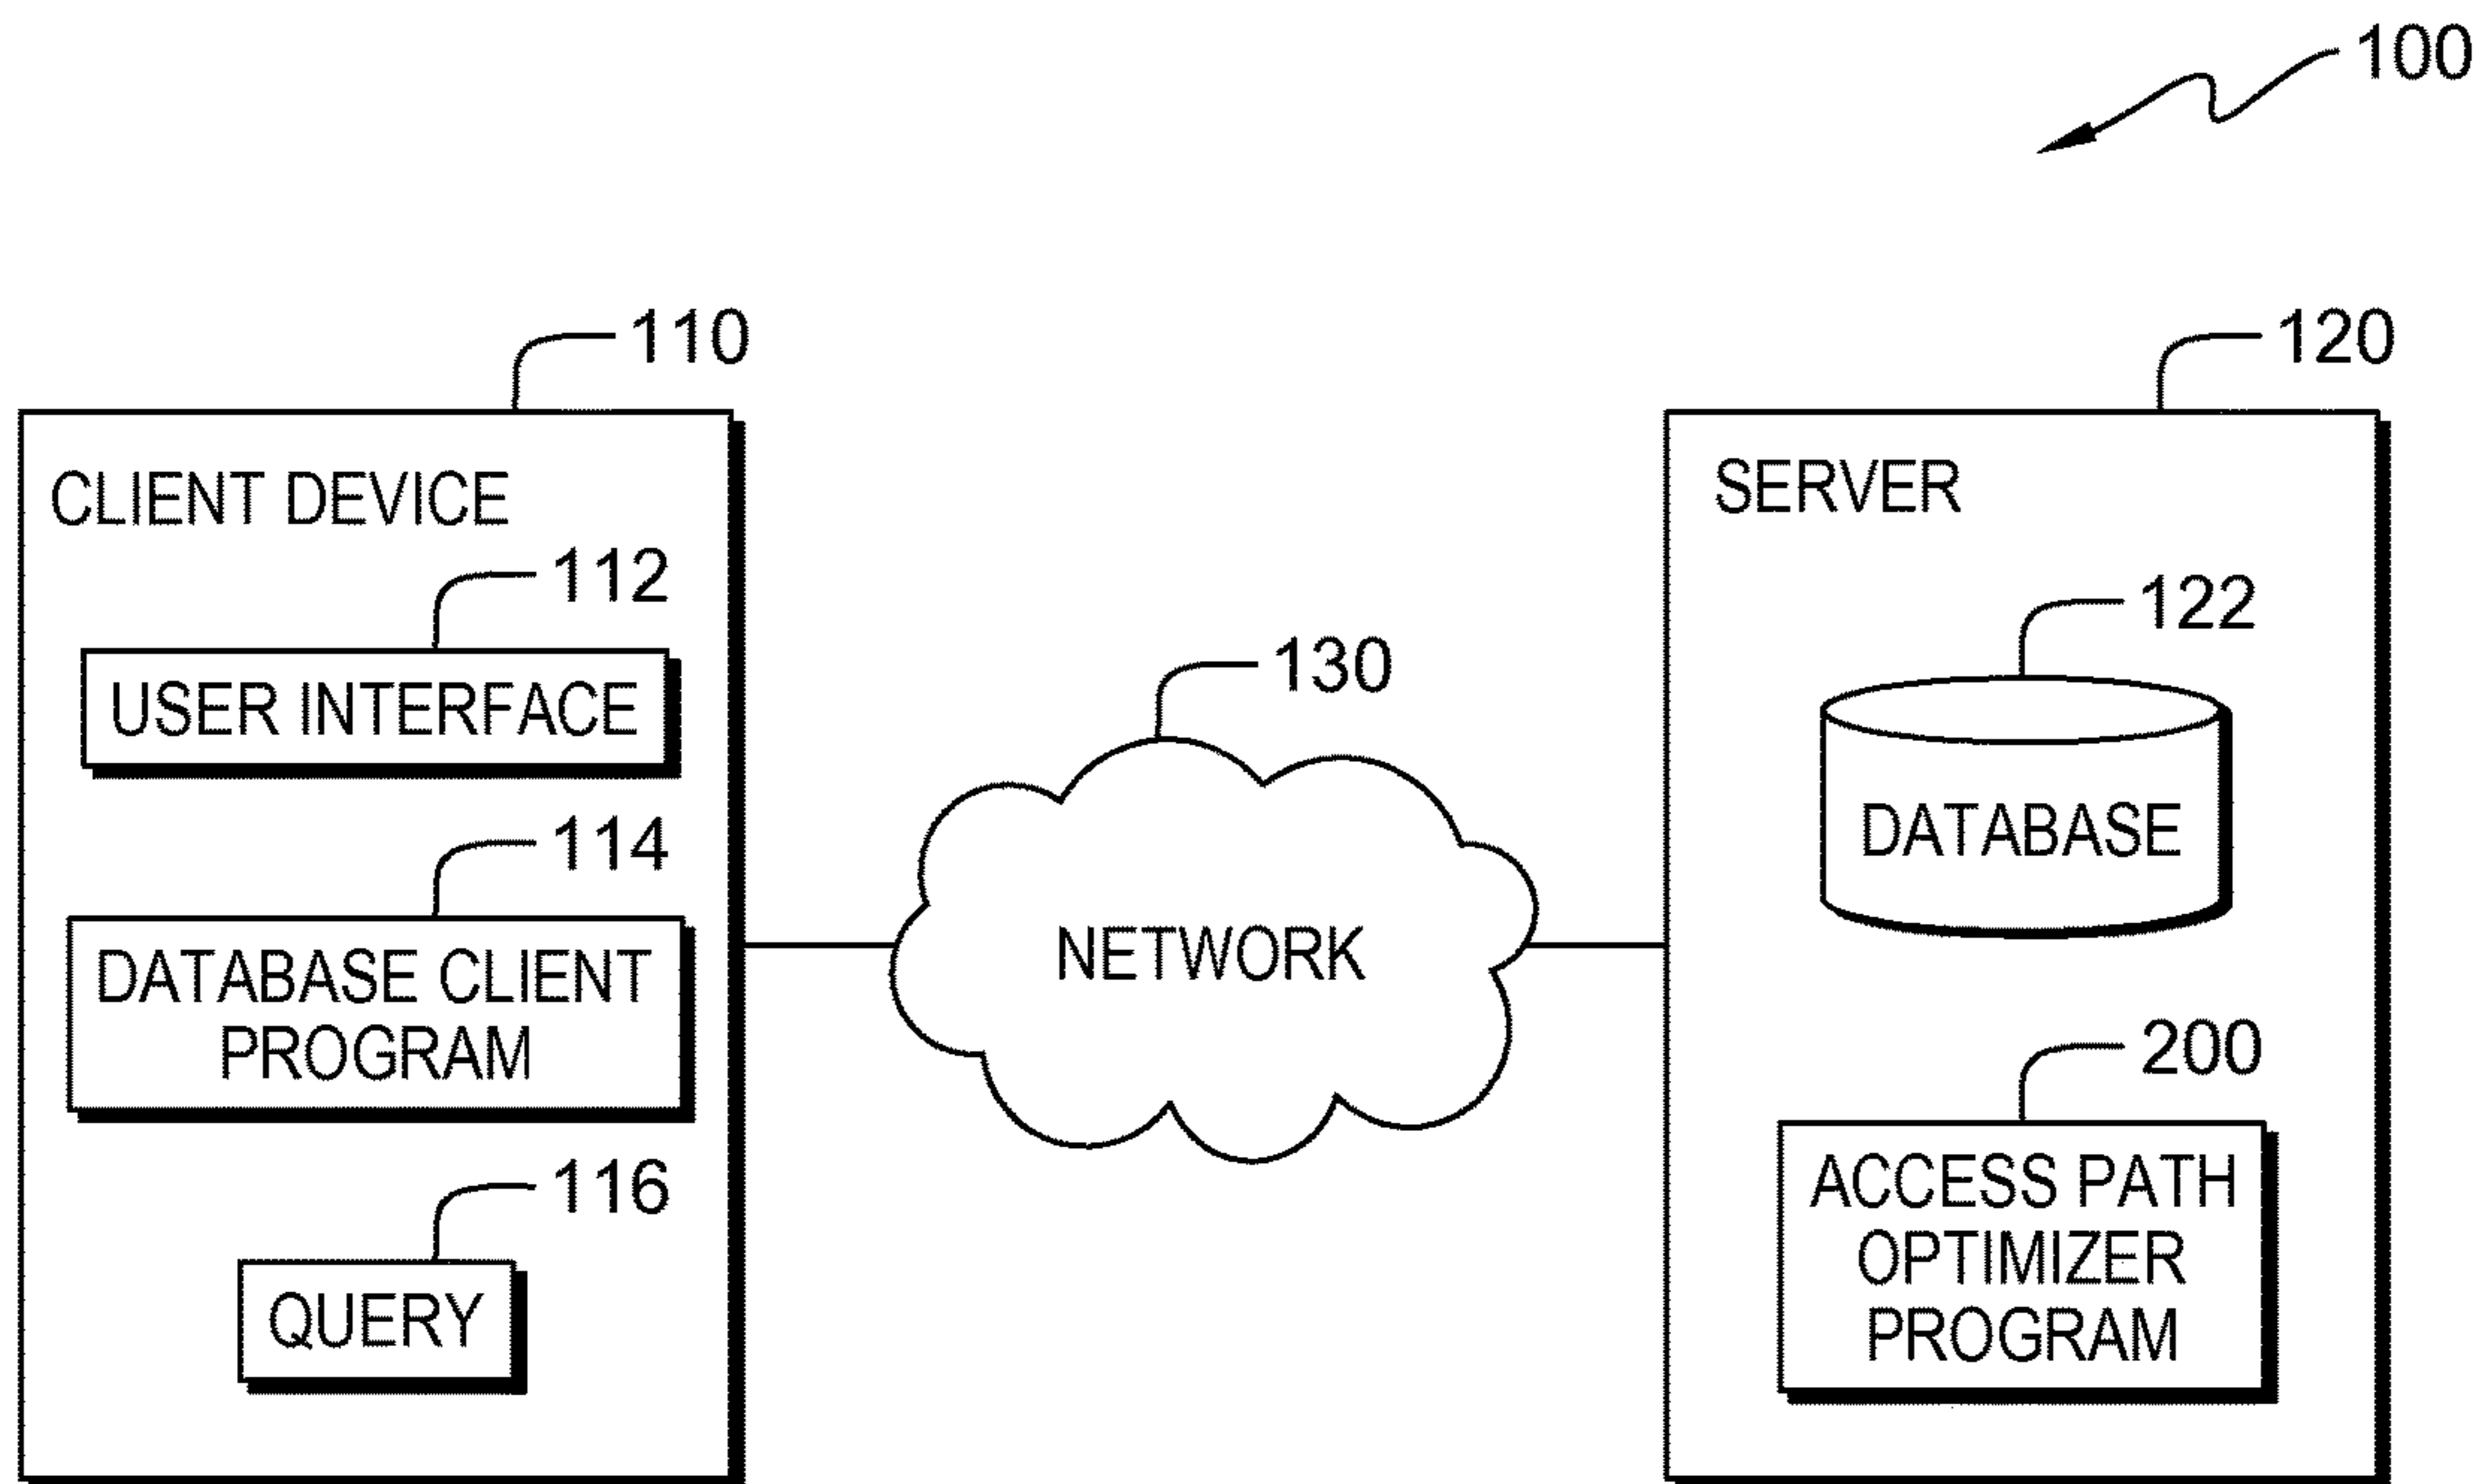 100
110
CLIENT DEVICE
112
USER INTERFACE
114
DATABASE CLIENT
PROGRAM
116
QUERY
130
NETWORK
120
SERVER
122
DATABASE
200
ACCESS PATH
OPTIMIZER
PROGRAM